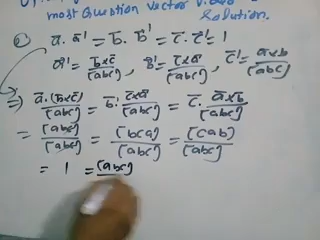 most Question vector
Solution.
① a̅.a̅' = b̅.b̅' = c̅.c̅' = 1
a̅' = b̅×c̅/[abc], b̅' = c̅×a̅/[abc], c̅' = a̅×b̅/[abc]
⇒ a̅.(b̅×c̅)/[abc] = b̅.c̅×a̅/[abc] = c̅.a̅×b̅/[abc]
= [abc]/[abc] = [bca]/[abc] = [cab]/[abc]
= 1 = [abc]